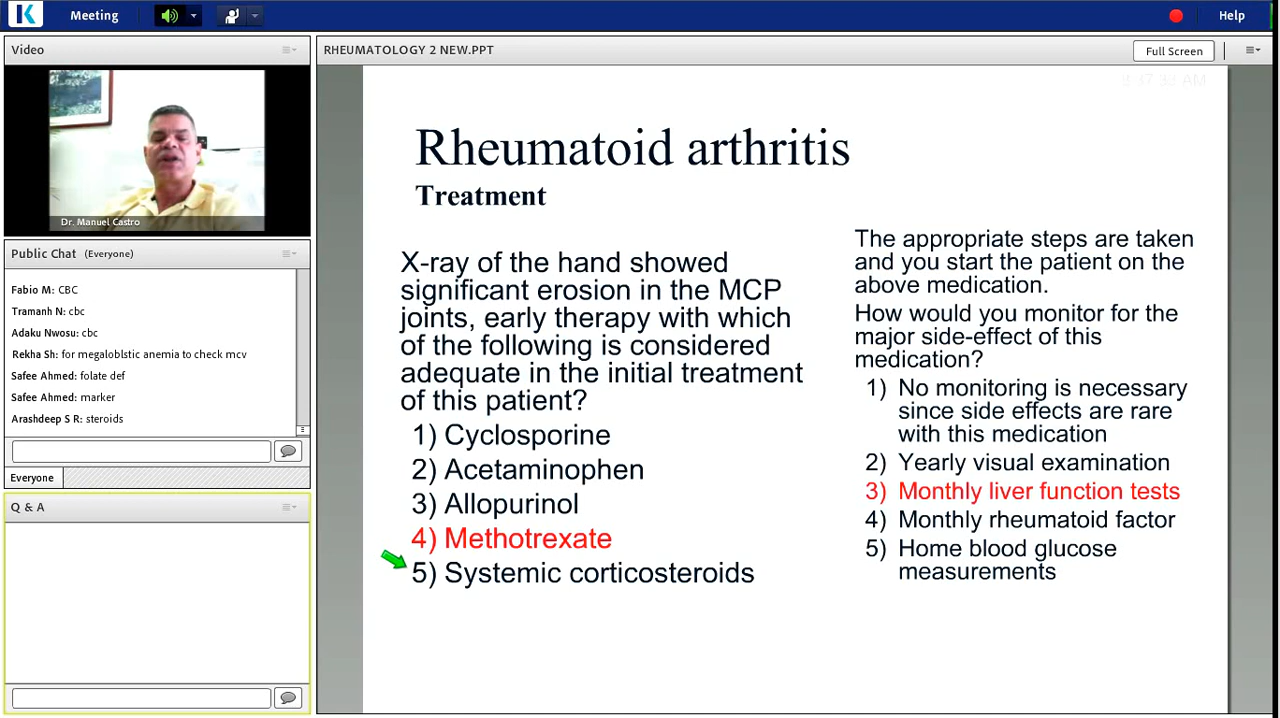 K
Meeting
Help
Video
Dr. Manuel Castro
Public Chat (Everyone)
Fabio M: CBC
Tramanh N: cbc
Adaku Nwosu: cbc
Rekha Sh: for megaloblstic anemia to check mcv
Safee Ahmed: folate def
Safee Ahmed: marker
Arashdeep S R: steroids
Everyone
Q & A
RHEUMATOLOGY 2 NEW.PPT
Full Screen
Rheumatoid arthritis
Treatment
X-ray of the hand showed
significant erosion in the MCP
joints, early therapy with which
of the following is considered
adequate in the initial treatment
of this patient?
1) Cyclosporine
2) Acetaminophen
3) Allopurinol
4) Methotrexate
5) Systemic corticosteroids
The appropriate steps are taken
and you start the patient on the
above medication.
How would you monitor for the
major side-effect of this
medication?
1) No monitoring is necessary
since side effects are rare
with this medication
2) Yearly visual examination
3) Monthly liver function tests
4) Monthly rheumatoid factor
5) Home blood glucose
measurements